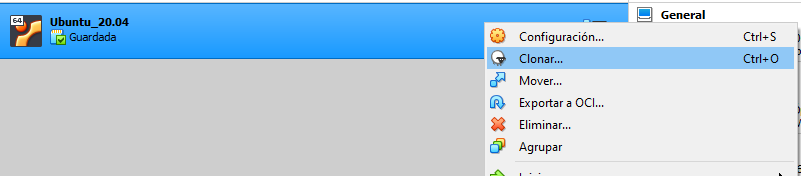 64
Ubuntu_20.04
Guardada
General
Configuración... Ctrl+S
Clonar... Ctrl+O
Mover...
Exportar a OCI...
Eliminar...
Agrupar